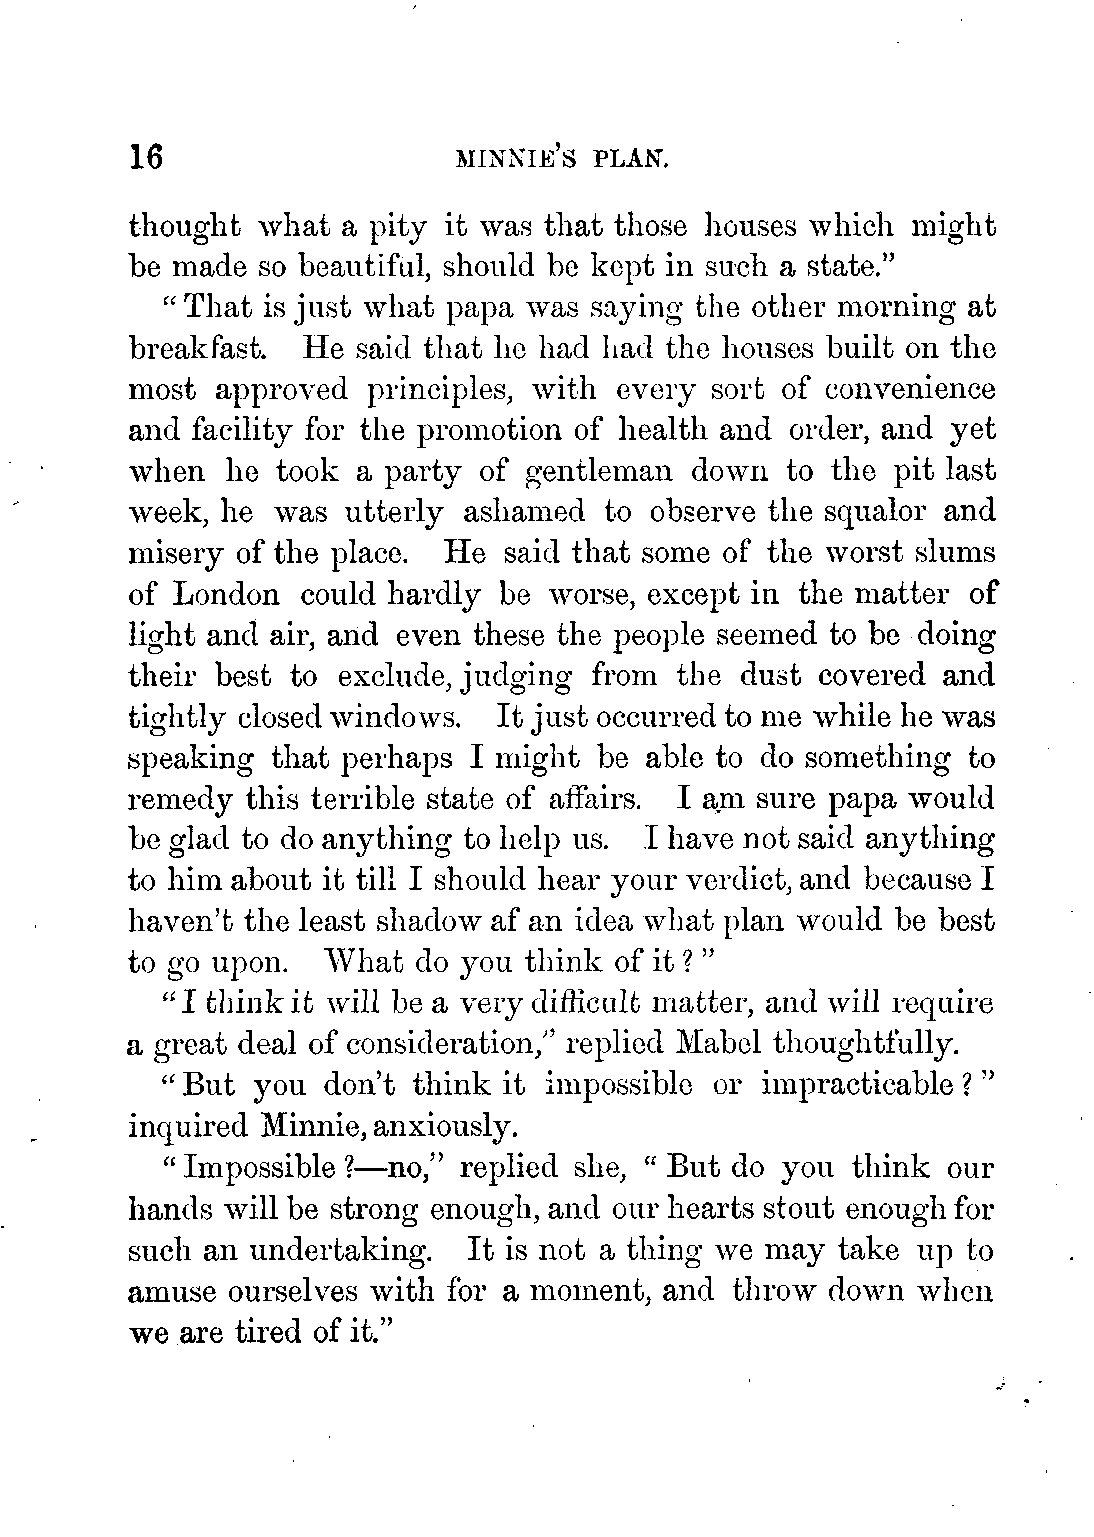 16 MINNIE'S PLAN.
thought what a pity it was that those houses which might
be made so beautiful, should be kept in such a state.”
“ That is just what papa was saying the other morning at
breakfast. He said that he had had the houses built on the
most approved principles, with every sort of convenience
and facility for the promotion of health and order, and yet
when he took a party of gentleman down to the pit last
week, he was utterly ashamed to observe the squalor and
misery of the place. He said that some of the worst slums
of London could hardly be worse, except in the matter of
light and air, and even these the people seemed to be doing
their best to exclude, judging from the dust covered and
tightly closed windows. It just occurred to me while he was
speaking that perhaps I might be able to do something to
remedy this terrible state of affairs. I am sure papa would
be glad to do anything to help us. I have not said anything
to him about it till I should hear your verdict, and because I
haven't the least shadow af an idea what plan would be best
to go upon. What do you think of it ? ”
“ I think it will be a very difficult matter, and will require
a great deal of consideration,” replied Mabel thoughtfully.
“ But you don't think it impossible or impracticable ? ”
inquired Minnie, anxiously.
“ Impossible ?—no,” replied she, “ But do you think our
hands will be strong enough, and our hearts stout enough for
such an undertaking. It is not a thing we may take up to
amuse ourselves with for a moment, and throw down when
we are tired of it.”